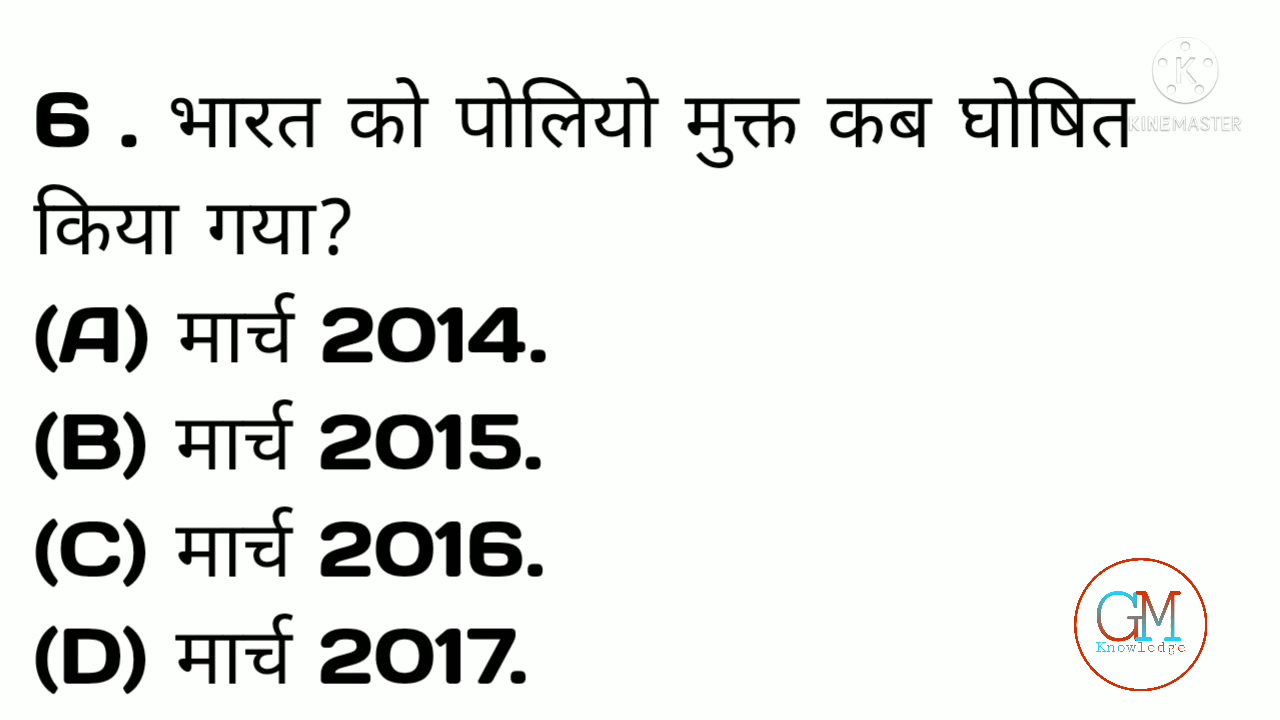 6 . भारत को पोलियो मुक्त कब घोषित
किया गया?
(A) मार्च 2014.
(B) मार्च 2015.
(C) मार्च 2016.
(D) मार्च 2017.
K
KINEMASTER
GM
Knowledge